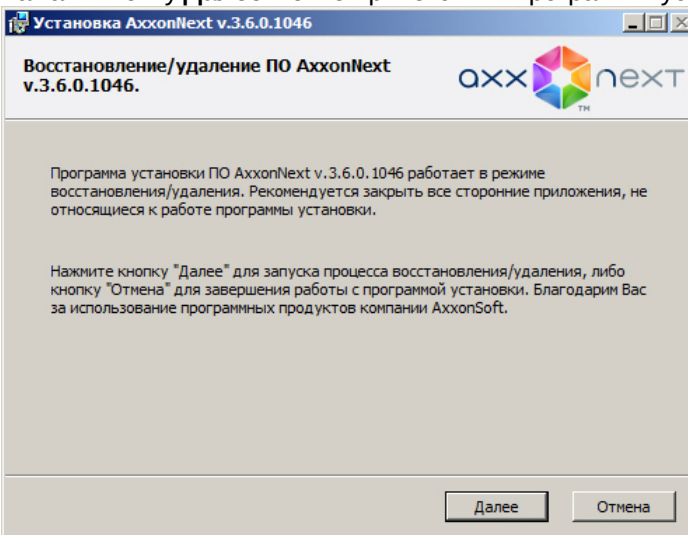 Установка AxxonNext v.3.6.0.1046
Восстановление/удаление ПО AxxonNext
v.3.6.0.1046.
axx next
TM
Программа установки ПО AxxonNext v.3.6.0.1046 работает в режиме
восстановления/удаления. Рекомендуется закрыть все сторонние приложения, не
относящиеся к работе программы установки.
Нажмите кнопку "Далее" для запуска процесса восстановления/удаления, либо
кнопку "Отмена" для завершения работы с программой установки. Благодарим Вас
за использование программных продуктов компании AxxonSoft.
Далее Отмена